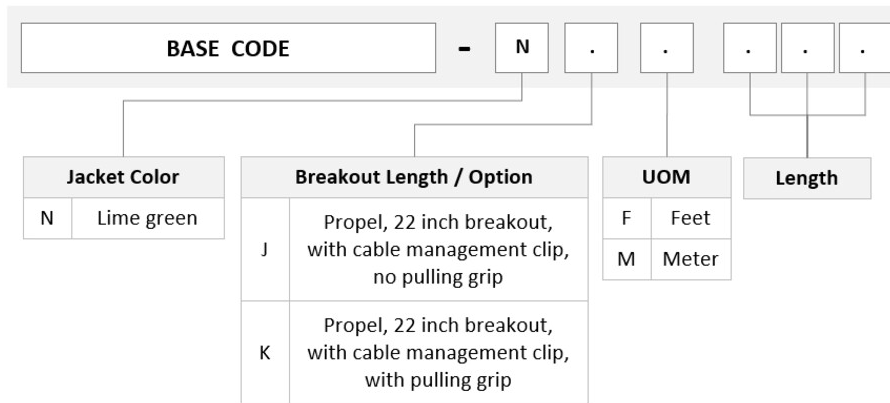 BASE CODE - N . . . . .
Jacket Color
N Lime green
Breakout Length / Option
J Propel, 22 inch breakout,
with cable management clip,
no pulling grip
K Propel, 22 inch breakout,
with cable management clip,
with pulling grip
UOM
F Feet
M Meter
Length